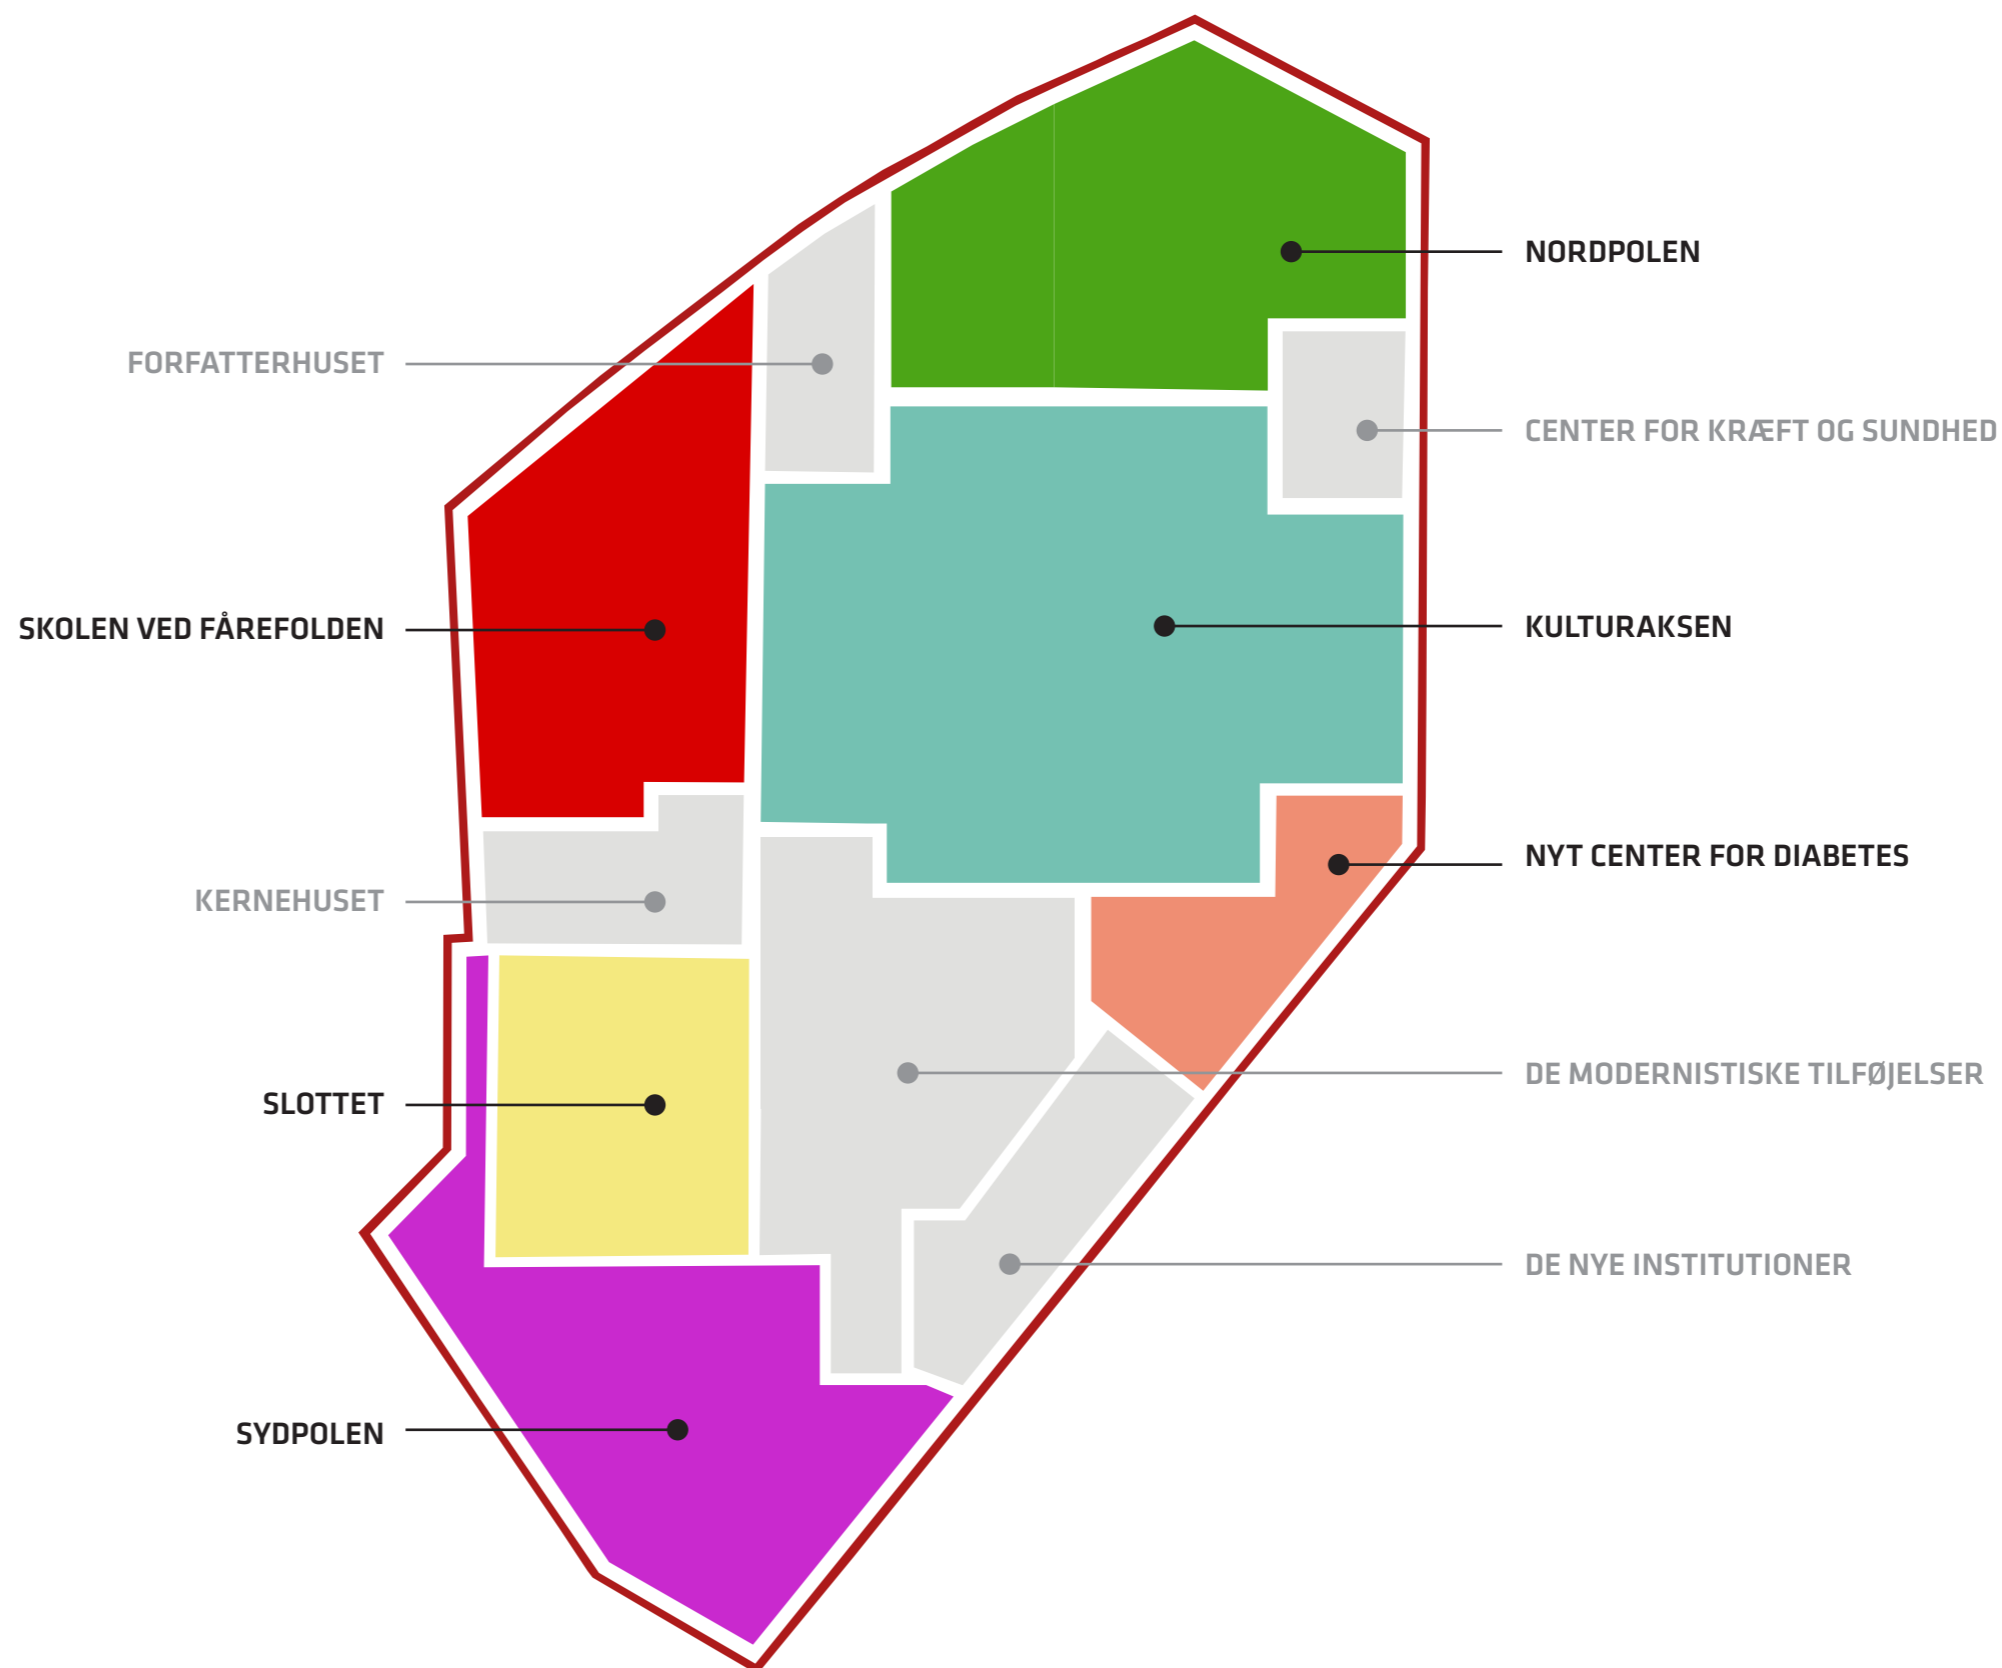 NORDPOLEN
FORFATTERHUSET
CENTER FOR KRÆFT OG SUNDHED
SKOLEN VED FÅREFOLDEN
KULTURAKSEN
NYT CENTER FOR DIABETES
KERNEHUSET
DE MODERNISTISKE TILFØJELSER
SLOTTET
DE NYE INSTITUTIONER
SYDPOLEN